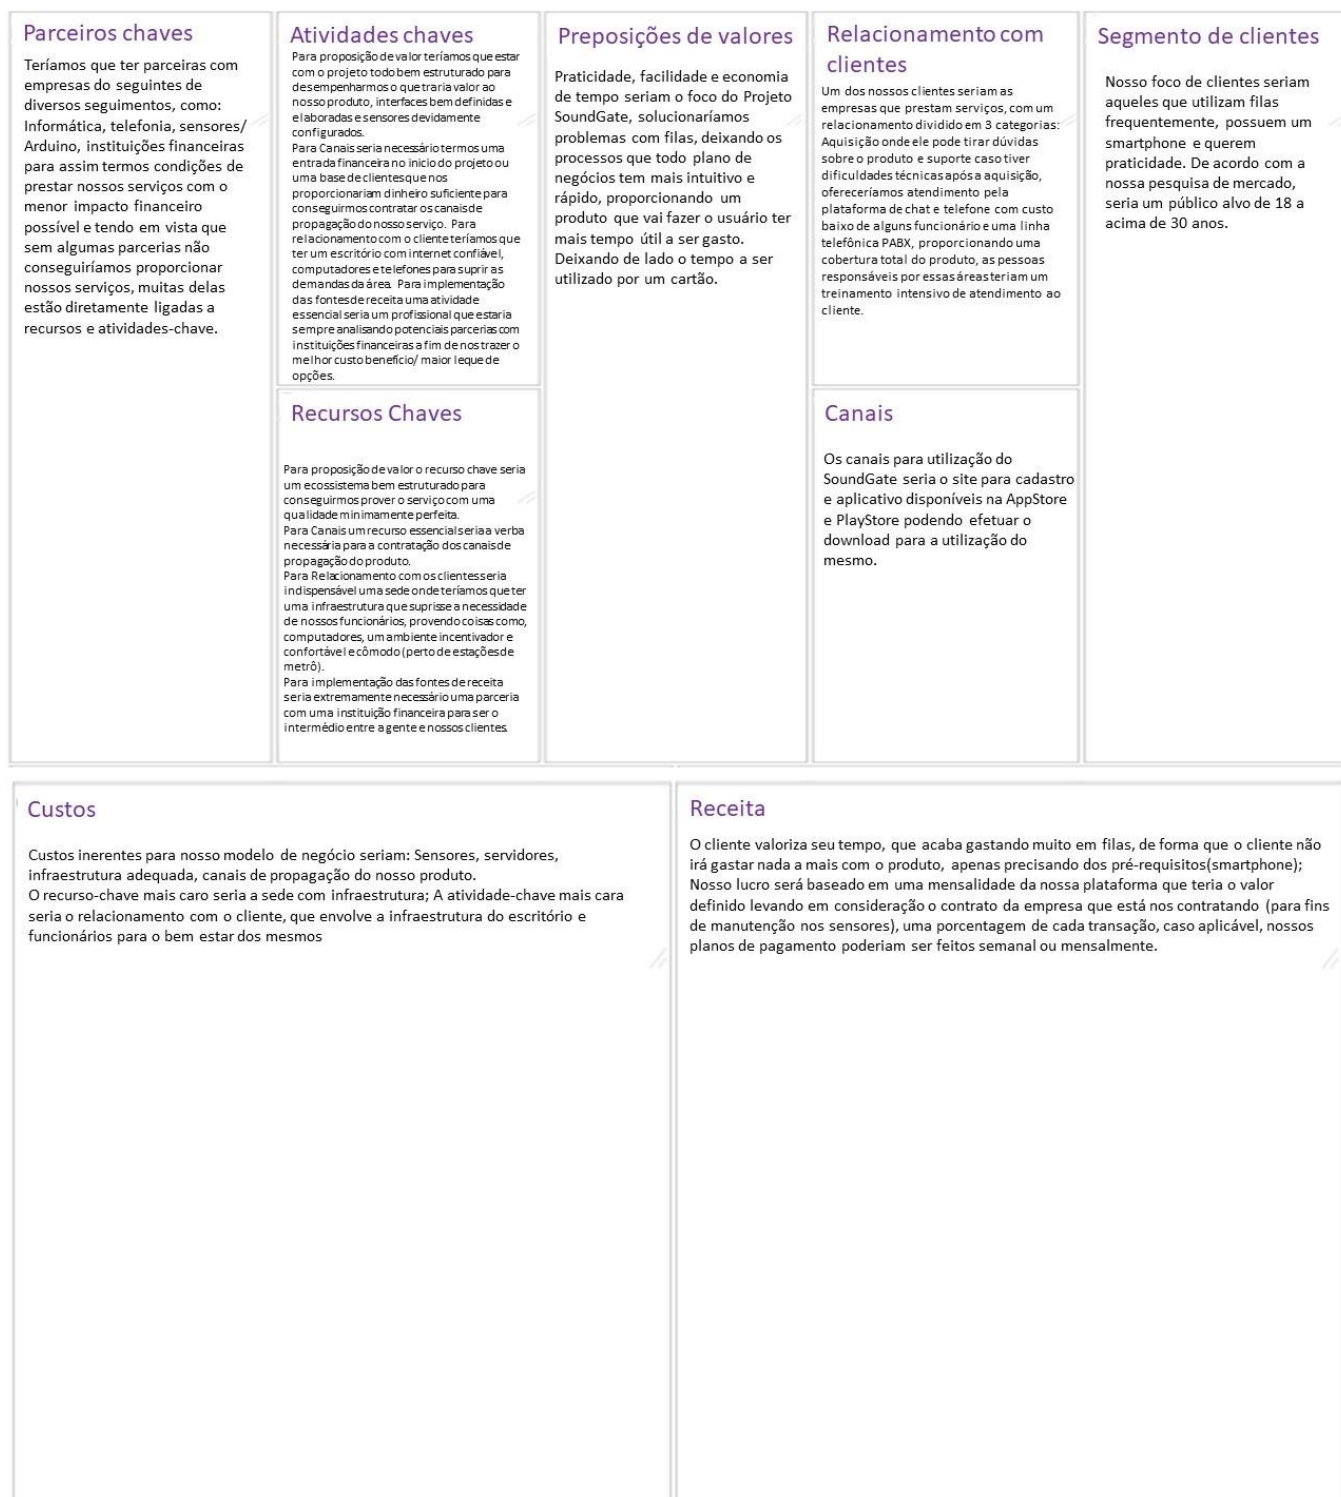 Parceiros chaves
Teríamos que ter parceiras com
empresas do seguintes de
diversos seguimentos, como:
Informática, telefonia, sensores/
Arduino, instituições financeiras
para assim termos condições de
prestar nossos serviços com o
menor impacto financeiro
possível e tendo em vista que
sem algumas parcerias não
conseguiríamos proporcionar
nossos serviços, muitas delas
estão diretamente ligadas a
recursos e atividades-chave.
Atividades chaves
Para proposição de valor teríamos que estar
com o projeto todo bem estruturado para
desempenharmos o que traria valor ao
nosso produto, interfaces bem definidas e
elaboradas e sensores devidamente
configurados.
Para Canais seria necessário termos uma
entrada financeira no inicio do projeto ou
uma base de clientes que nos
proporcionariam dinheiro suficiente para
conseguirmos contratar os canais de
propagação do nosso serviço. Para
relacionamento com o cliente teríamos que
ter um escritório com internet confiável,
computadores e telefones para suprir as
demandas da área. Para implementação
das fontes de receita uma atividade
essencial seria um profissional que estaria
sempre analisando potenciais parcerias com
instituições financeiras a fim de nos trazer o
melhor custo benefício/ maior leque de
opções.
Recursos Chaves
Para proposição de valor o recurso chave seria
um ecossistema bem estruturado para
conseguirmos prover o serviço com uma
qualidade minimamente perfeita.
Para Canais um recurso essencial seria a verba
necessária para a contratação dos canais de
propagação do produto.
Para Relacionamento com os clientes seria
indispensável uma sede onde teríamos que ter
uma infraestrutura que suprisse a necessidade
de nossos funcionários, provendo coisas como,
computadores, um ambiente incentivador e
confortável e cômodo (perto de estações de
metrô).
Para implementação das fontes de receita
seria extremamente necessário uma parceria
com uma instituição financeira para ser o
intermédio entre a gente e nossos clientes.
Preposições de valores
Praticidade, facilidade e economia
de tempo seriam o foco do Projeto
SoundGate, solucionaríamos
problemas com filas, deixando os
processos que todo plano de
negócios tem mais intuitivo e
rápido, proporcionando um
produto que vai fazer o usuário ter
mais tempo útil a ser gasto.
Deixando de lado o tempo a ser
utilizado por um cartão.
Relacionamento com
clientes
Um dos nossos clientes seriam as
empresas que prestam serviços, com um
relacionamento dividido em 3 categorias:
Aquisição onde ele pode tirar dúvidas
sobre o produto e suporte caso tiver
dificuldades técnicas após a aquisição,
ofereceríamos atendimento pela
plataforma de chat e telefone com custo
baixo de alguns funcionário e uma linha
telefônica PABX, proporcionando uma
cobertura total do produto, as pessoas
responsáveis por essas áreas teriam um
treinamento intensivo de atendimento ao
cliente.
Canais
Os canais para utilização do
SoundGate seria o site para cadastro
e aplicativo disponíveis na AppStore
e PlayStore podendo efetuar o
download para a utilização do
mesmo.
Segmento de clientes
Nosso foco de clientes seriam
aqueles que utilizam filas
frequentemente, possuem um
smartphone e querem
praticidade. De acordo com a
nossa pesquisa de mercado,
seria um público alvo de 18 a
acima de 30 anos.
Custos
Custos inerentes para nosso modelo de negócio seriam: Sensores, servidores,
infraestrutura adequada, canais de propagação do nosso produto.
O recurso-chave mais caro seria a sede com infraestrutura; A atividade-chave mais cara
seria o relacionamento com o cliente, que envolve a infraestrutura do escritório e
funcionários para o bem estar dos mesmos
Receita
O cliente valoriza seu tempo, que acaba gastando muito em filas, de forma que o cliente não
irá gastar nada a mais com o produto, apenas precisando dos pré-requisitos(smartphone);
Nosso lucro será baseado em uma mensalidade da nossa plataforma que teria o valor
definido levando em consideração o contrato da empresa que está nos contratando (para fins
de manutenção nos sensores), uma porcentagem de cada transação, caso aplicável, nossos
planos de pagamento poderiam ser feitos semanal ou mensalmente.